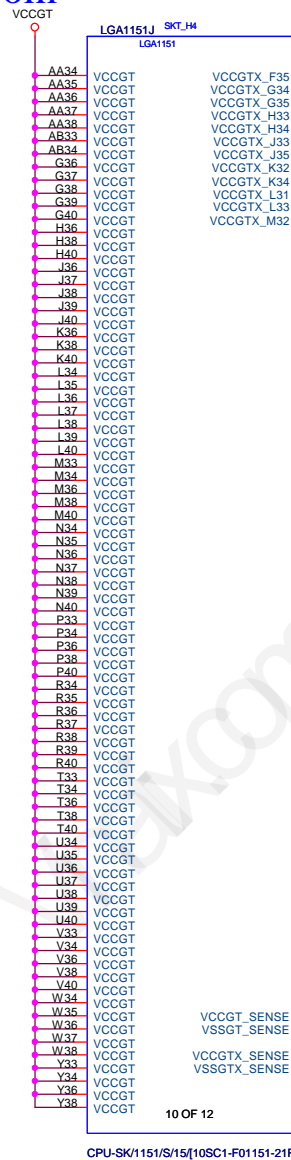 VCCGT
LGA1151J SKT_H4
LGA1151
AA34 VCCGT VCCGTX_F35
AA35 VCCGT VCCGTX_G34
AA36 VCCGT VCCGTX_G35
AA37 VCCGT VCCGTX_H33
AA38 VCCGT VCCGTX_H34
AB33 VCCGT VCCGTX_J33
AB34 VCCGT VCCGTX_J35
G36 VCCGT VCCGTX_K32
G37 VCCGT VCCGTX_K34
G38 VCCGT VCCGTX_L31
G39 VCCGT VCCGTX_L33
G40 VCCGT VCCGTX_M32
H36 VCCGT
H38 VCCGT
H40 VCCGT
J36 VCCGT
J37 VCCGT
J38 VCCGT
J39 VCCGT
J40 VCCGT
K36 VCCGT
K38 VCCGT
K40 VCCGT
L34 VCCGT
L35 VCCGT
L36 VCCGT
L37 VCCGT
L38 VCCGT
L39 VCCGT
L40 VCCGT
M33 VCCGT
M34 VCCGT
M36 VCCGT
M38 VCCGT
M40 VCCGT
N34 VCCGT
N35 VCCGT
N36 VCCGT
N37 VCCGT
N38 VCCGT
N39 VCCGT
N40 VCCGT
P33 VCCGT
P34 VCCGT
P36 VCCGT
P38 VCCGT
P40 VCCGT
R34 VCCGT
R35 VCCGT
R36 VCCGT
R37 VCCGT
R38 VCCGT
R39 VCCGT
R40 VCCGT
T33 VCCGT
T34 VCCGT
T36 VCCGT
T38 VCCGT
T40 VCCGT
U34 VCCGT
U35 VCCGT
U36 VCCGT
U37 VCCGT
U38 VCCGT
U39 VCCGT
U40 VCCGT
V33 VCCGT
V34 VCCGT
V36 VCCGT
V38 VCCGT
V40 VCCGT
W34 VCCGT
W35 VCCGT VCCGT_SENSE
W36 VCCGT VSSGT_SENSE
W37 VCCGT
W38 VCCGT VCCGTX_SENSE
Y33 VCCGT VSSGTX_SENSE
Y34 VCCGT
Y36 VCCGT
Y38 VCCGT
10 OF 12
CPU-SK/1151/S/15/[10SC1-F01151-21